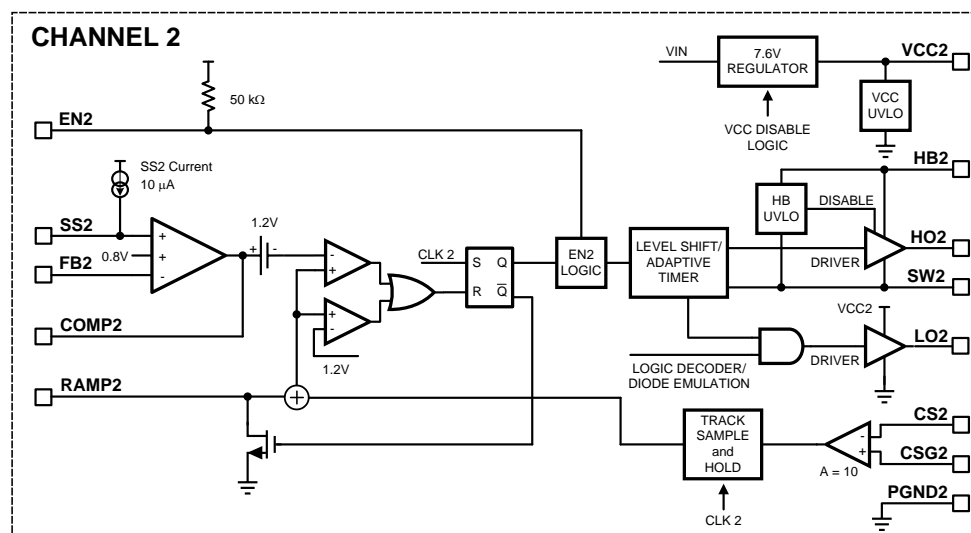 CHANNEL 2
VIN
7.6V
REGULATOR
VCC2
VCC
UVLO
VCC DISABLE
LOGIC
50 kΩ
EN2
SS2 Current
10 μA
SS2
0.8V
+
+
-
FB2
COMP2
1.2V
+ -
-
+
+
-
1.2V
CLK 2
S Q
R Q̅
EN2
LOGIC
LEVEL SHIFT/
ADAPTIVE
TIMER
HB2
HB
UVLO
DISABLE
DRIVER
HO2
SW2
VCC2
LOGIC DECODER/
DIODE EMULATION
DRIVER
LO2
RAMP2
+
TRACK
SAMPLE
and
HOLD
CLK 2
-
+
A = 10
CS2
CSG2
PGND2